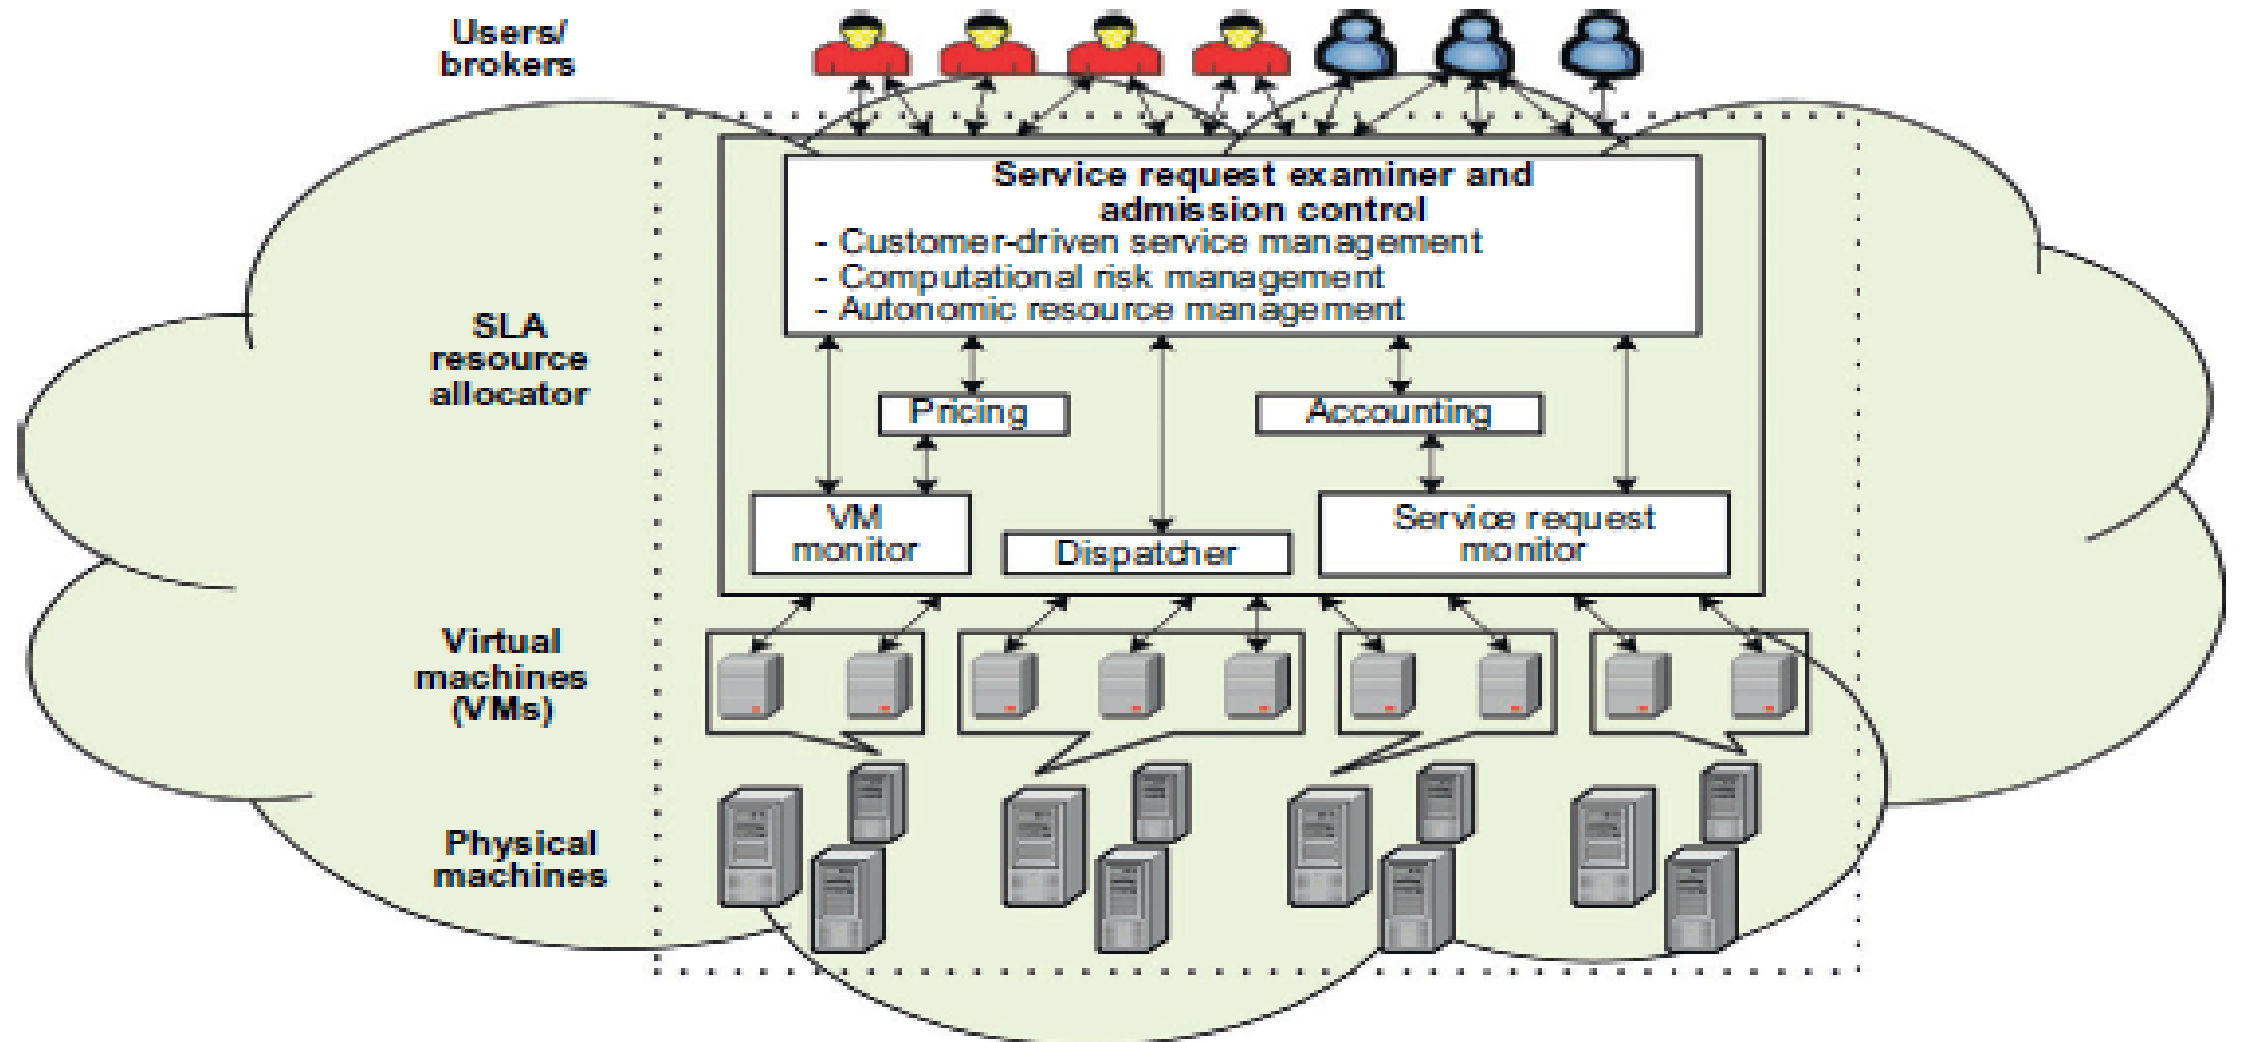 Users/
brokers
Service request examiner and
admission control
- Customer-driven service management
- Computational risk management
- Autonomic resource management
SLA
resource
allocator
Pricing
Accounting
VM
monitor
Dispatcher
Service request
monitor
Virtual
machines
(VMs)
Physical
machines